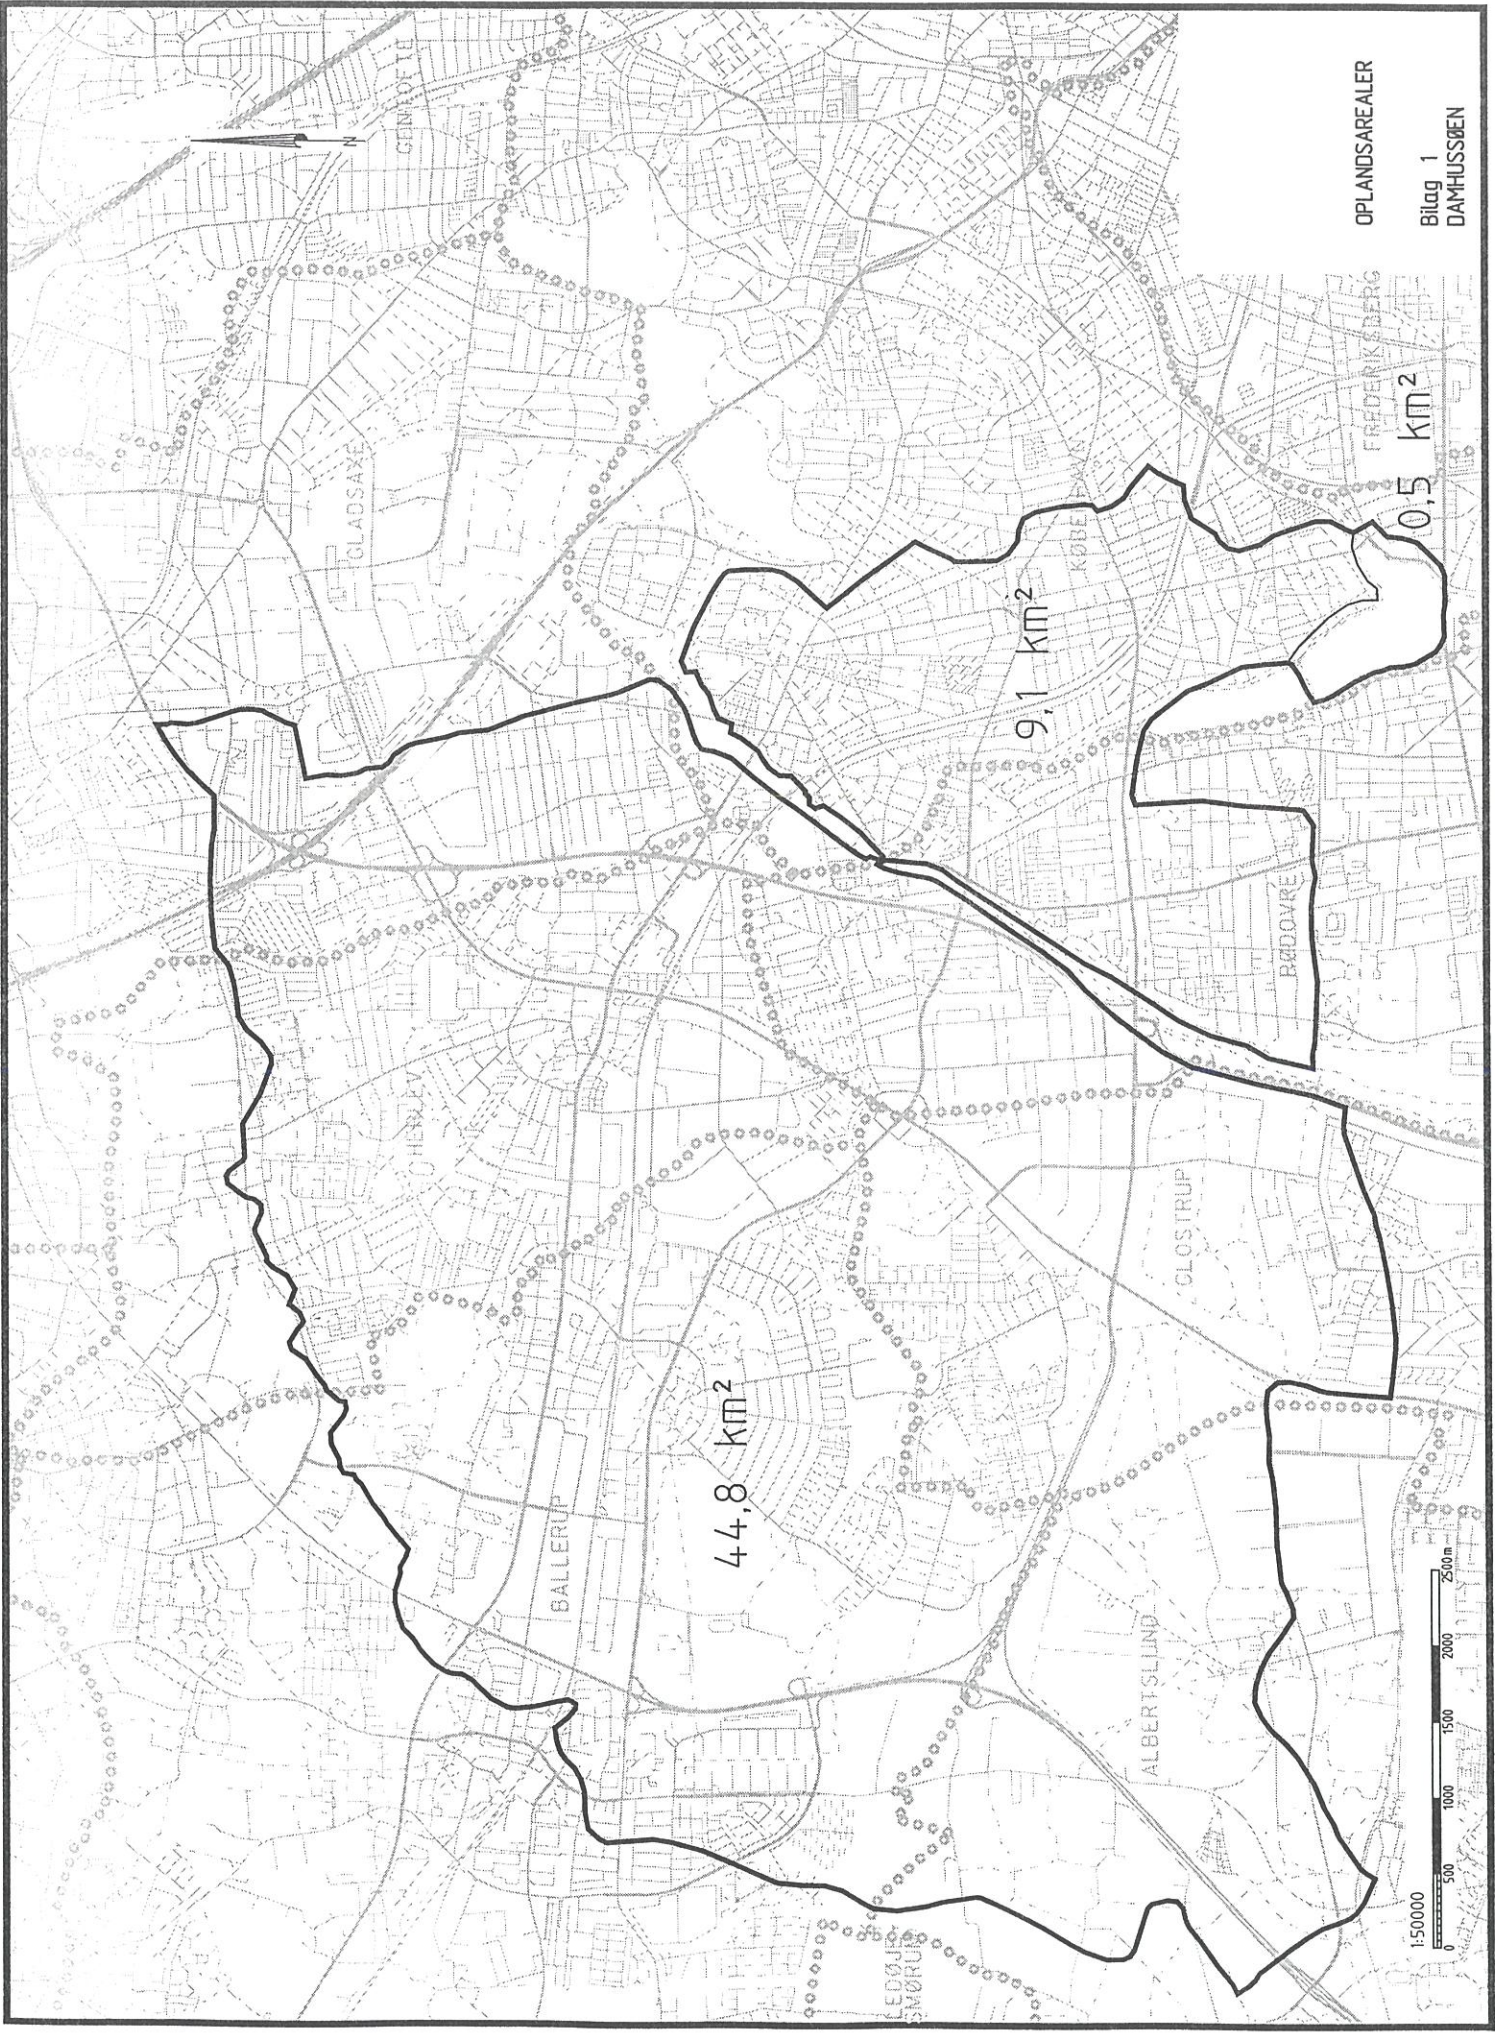 GENTOFTE
N
GLADSAXE
HERLEV
BALLERUP
KØBENHAVN
FREDERIKSBERG
RØDOVRE
GLOSTRUP
ALBERTSLUND
LEDØJE
SMØRUM
44,8 km²
9,1 km²
0,5 km²
1:50000
0 500 1000 1500 2000 2500m
OPLANDSAREALER
Bilag 1
DAMHUSSØEN